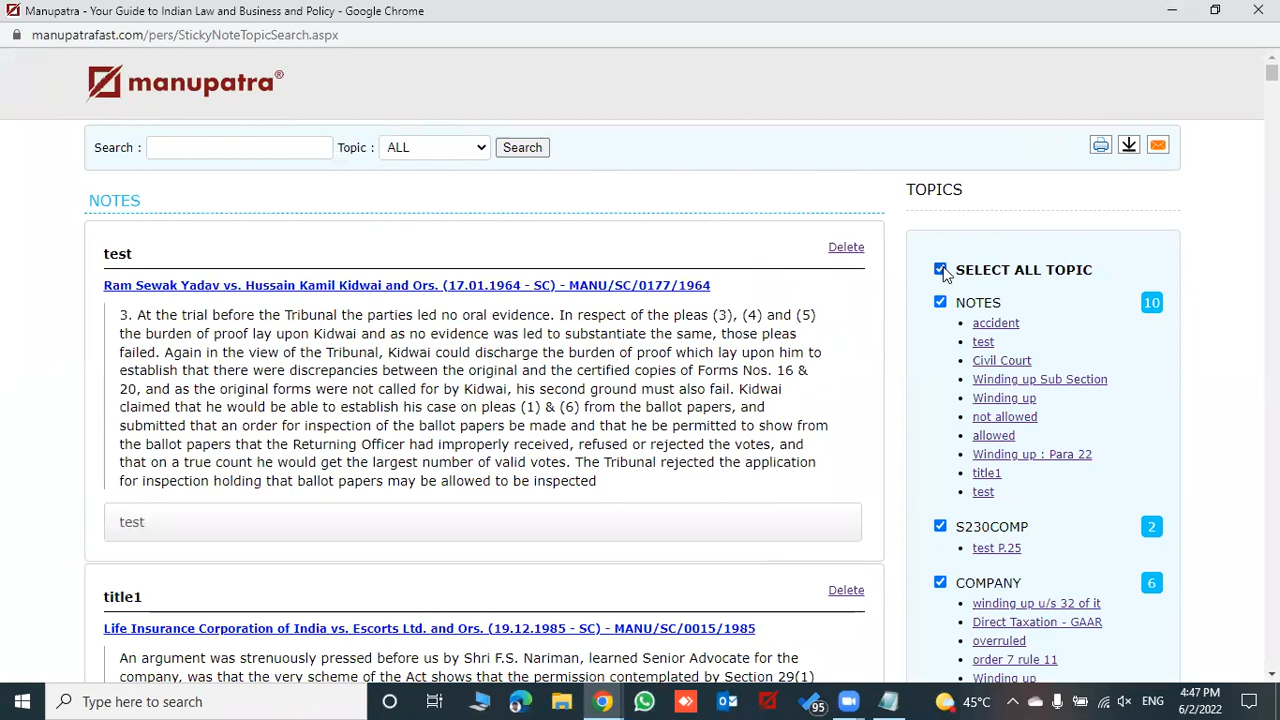 Manupatra - Your Guide to Indian Law and Business and Policy - Google Chrome
manupatrafast.com/pers/StickyNoteTopicSearch.aspx
manupatra®
Search :
Topic :
ALL
Search
NOTES
test
Delete
Ram Sewak Yadav vs. Hussain Kamil Kidwai and Ors. (17.01.1964 - SC) - MANU/SC/0177/1964
3. At the trial before the Tribunal the parties led no oral evidence. In respect of the pleas (3), (4) and (5)
the burden of proof lay upon Kidwai and as no evidence was led to substantiate the same, those pleas
failed. Again in the view of the Tribunal, Kidwai could discharge the burden of proof which lay upon him to
establish that there were discrepancies between the original and the certified copies of Forms Nos. 16 &
20, and as the original forms were not called for by Kidwai, his second ground must also fail. Kidwai
claimed that he would be able to establish his case on pleas (1) & (6) from the ballot papers, and
submitted that an order for inspection of the ballot papers be made and that he be permitted to show from
the ballot papers that the Returning Officer had improperly received, refused or rejected the votes, and
that on a true count he would get the largest number of valid votes. The Tribunal rejected the application
for inspection holding that ballot papers may be allowed to be inspected
test
title1
Delete
Life Insurance Corporation of India vs. Escorts Ltd. and Ors. (19.12.1985 - SC) - MANU/SC/0015/1985
An argument was strenuously pressed before us by Shri F.S. Nariman, learned Senior Advocate for the
company, was that the very scheme of the Act shows that the permission contemplated by Section 29(1)
TOPICS
SELECT ALL TOPIC
NOTES
10
accident
test
Civil Court
Winding up Sub Section
Winding up
not allowed
allowed
Winding up : Para 22
title1
test
S230COMP
2
test P.25
COMPANY
6
winding up u/s 32 of it
Direct Taxation - GAAR
overruled
order 7 rule 11
Winding up
Type here to search
95
45°C
ENG
4:47 PM
6/2/2022